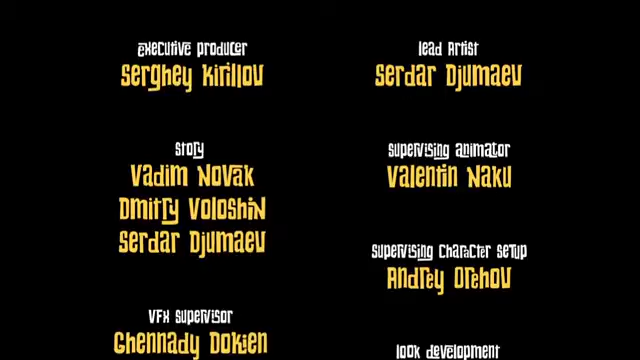 Executive Producer
Serghey Kirillov
Story
Vadim Novak
Dmitry Voloshin
Serdar Djumaev
VFX Supervisor
Ghennady Dokien
Lead Artist
Serdar Djumaev
Supervising Animator
Valentin Naku
Supervising Character Setup
Andrey Orehov
Look Development